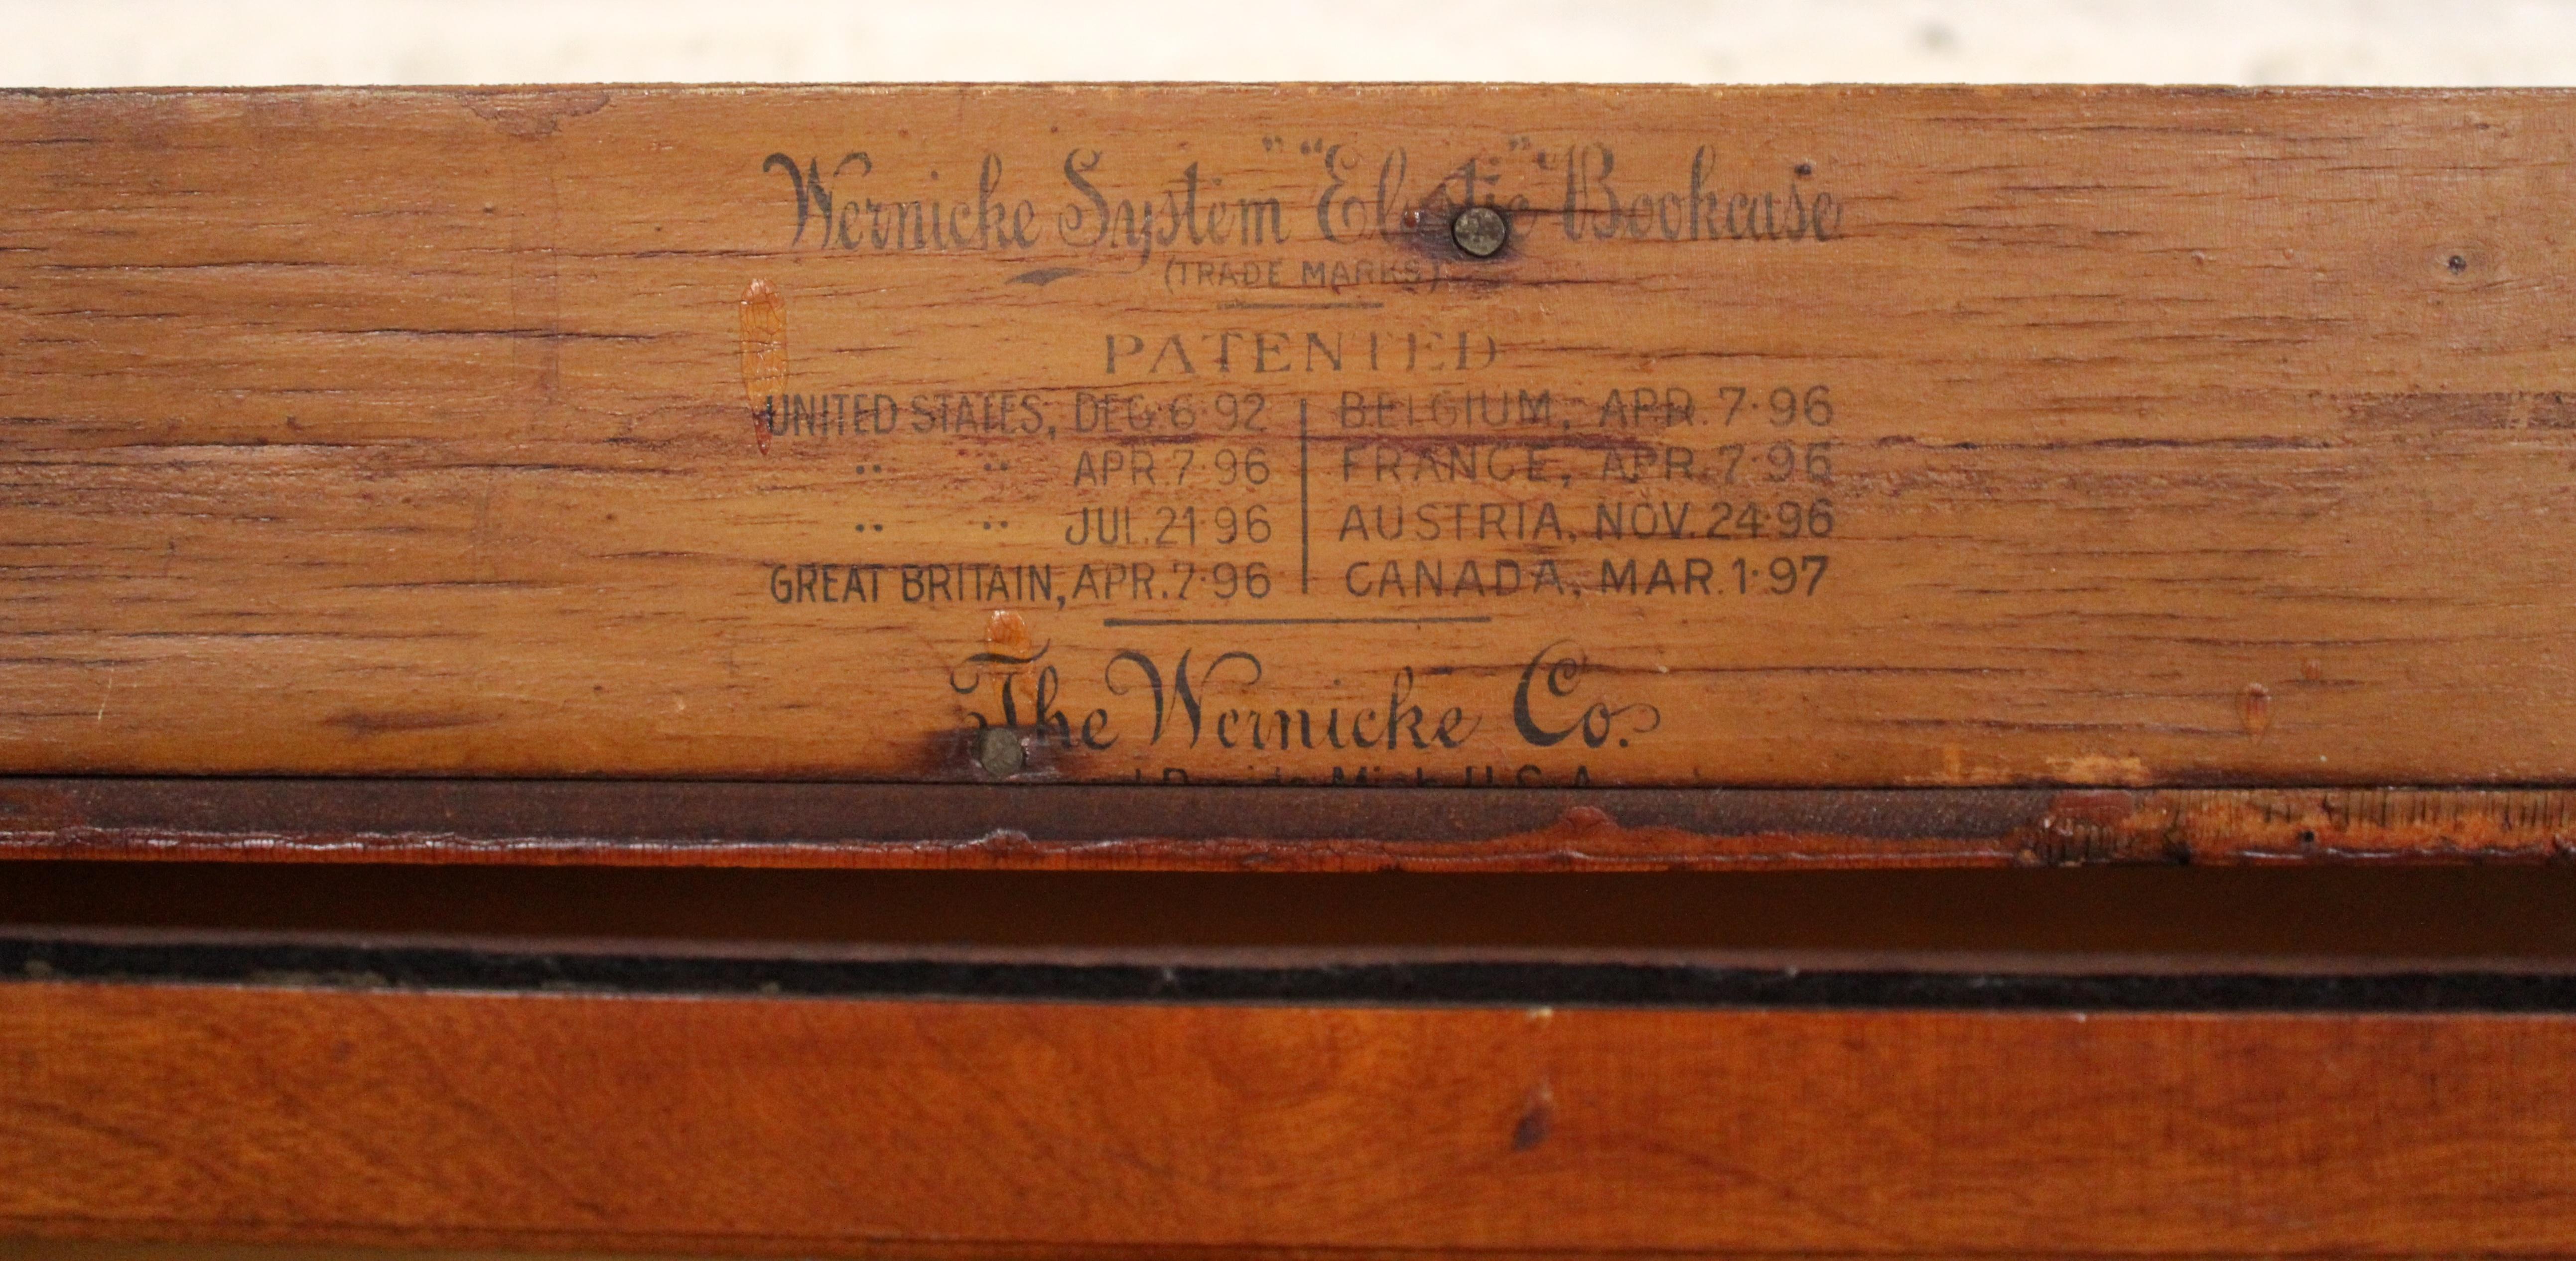 Wernicke System" "Elastic" Bookcase
(TRADE MARKS)
PATENTED
UNITED STATES, DEC. 6·92 | BELGIUM, APR. 7·96
" " APR. 7·96 | FRANCE, APR. 7·96
" " JUL. 21·96 | AUSTRIA, NOV. 24·96
GREAT BRITAIN, APR. 7·96 | CANADA, MAR. 1·97
The Wernicke Co.
Rapids Mich. U.S.A.